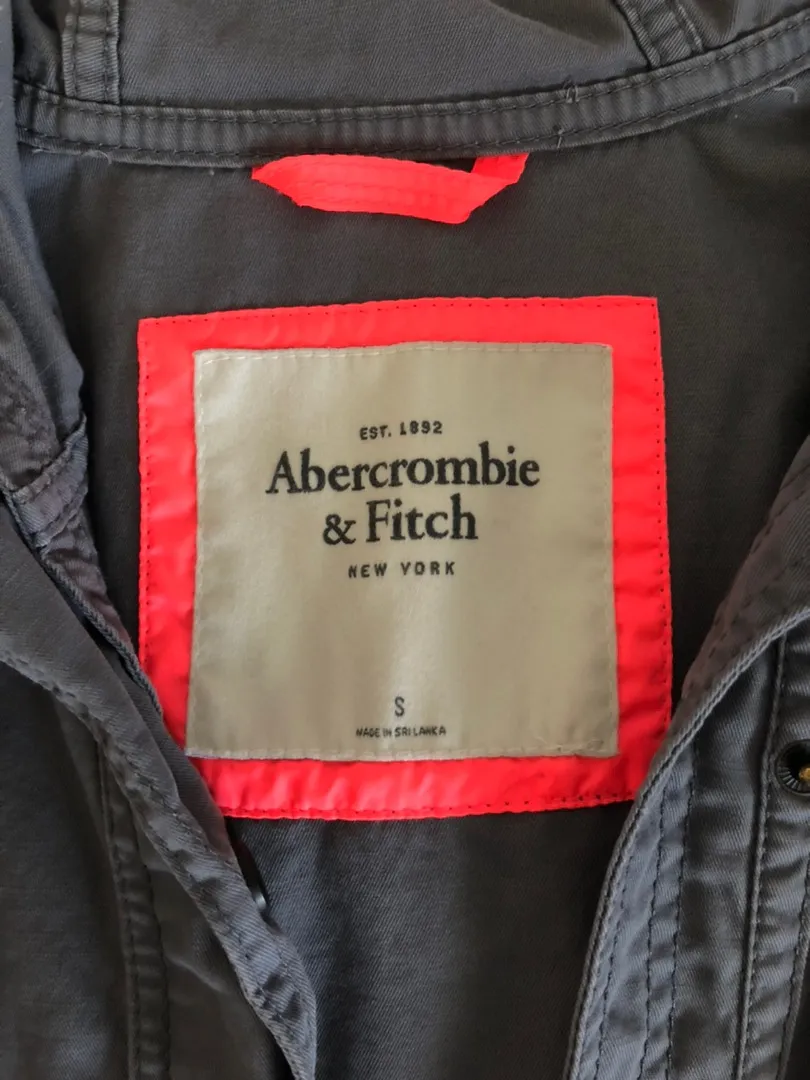 EST. 1892
Abercrombie
& Fitch
NEW YORK
S
MADE IN SRI LANKA